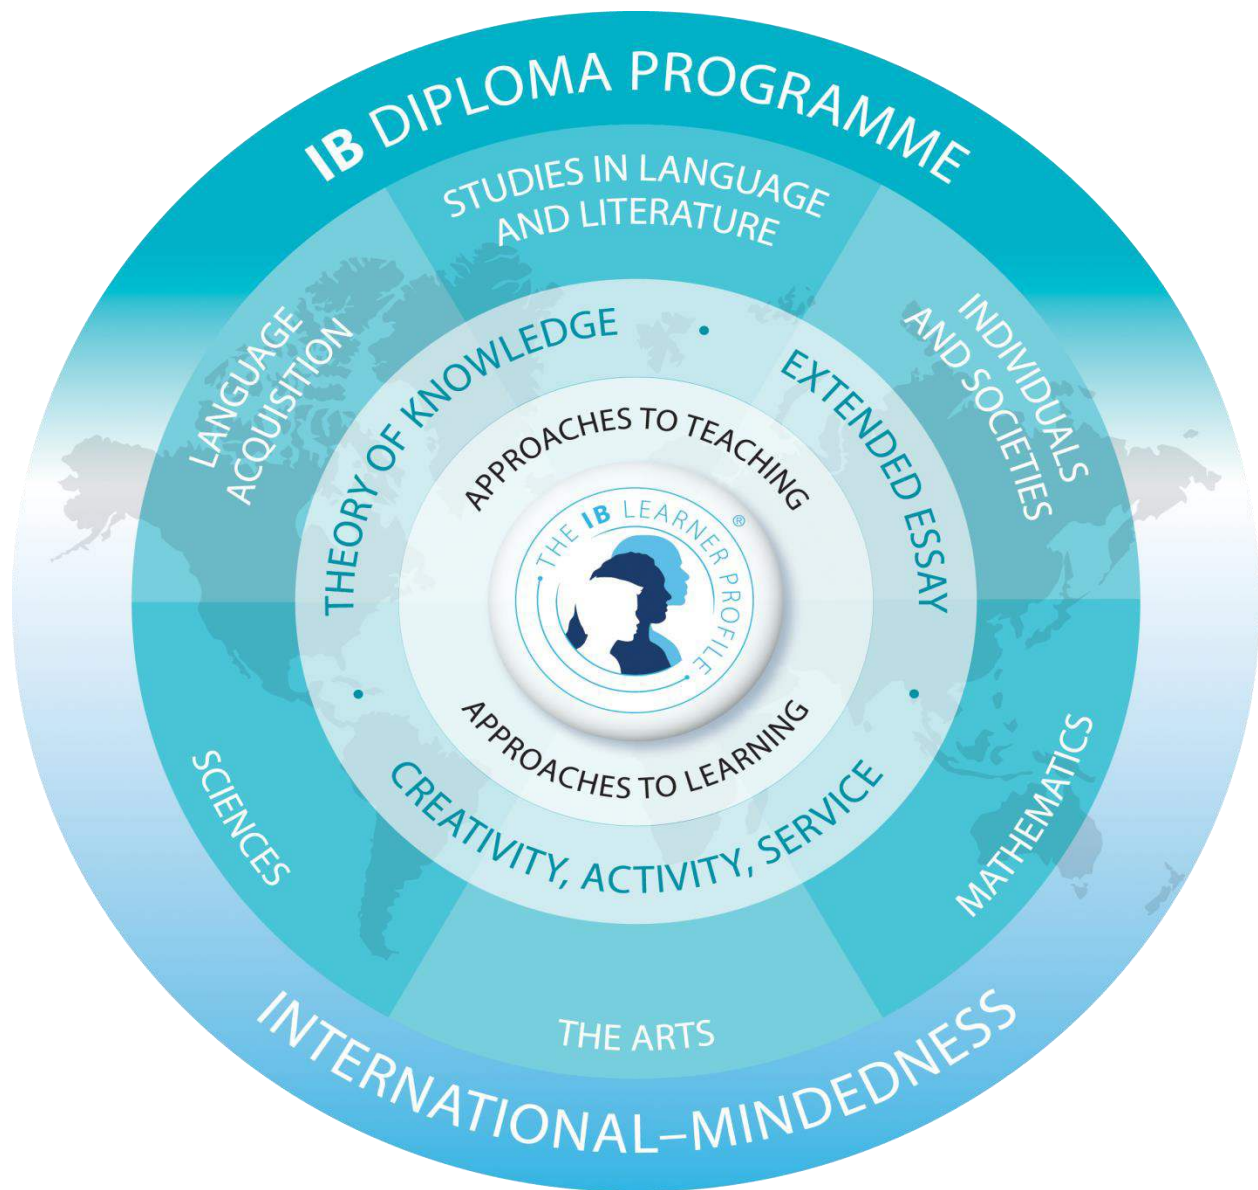 IB DIPLOMA PROGRAMME
STUDIES IN LANGUAGE
AND LITERATURE
LANGUAGE
ACQUISITION
INDIVIDUALS
AND SOCIETIES
THEORY OF KNOWLEDGE
•
EXTENDED ESSAY
•
APPROACHES TO TEACHING
THE IB LEARNER PROFILE ®
APPROACHES TO LEARNING
•
CREATIVITY, ACTIVITY, SERVICE
SCIENCES
MATHEMATICS
THE ARTS
INTERNATIONAL–MINDEDNESS